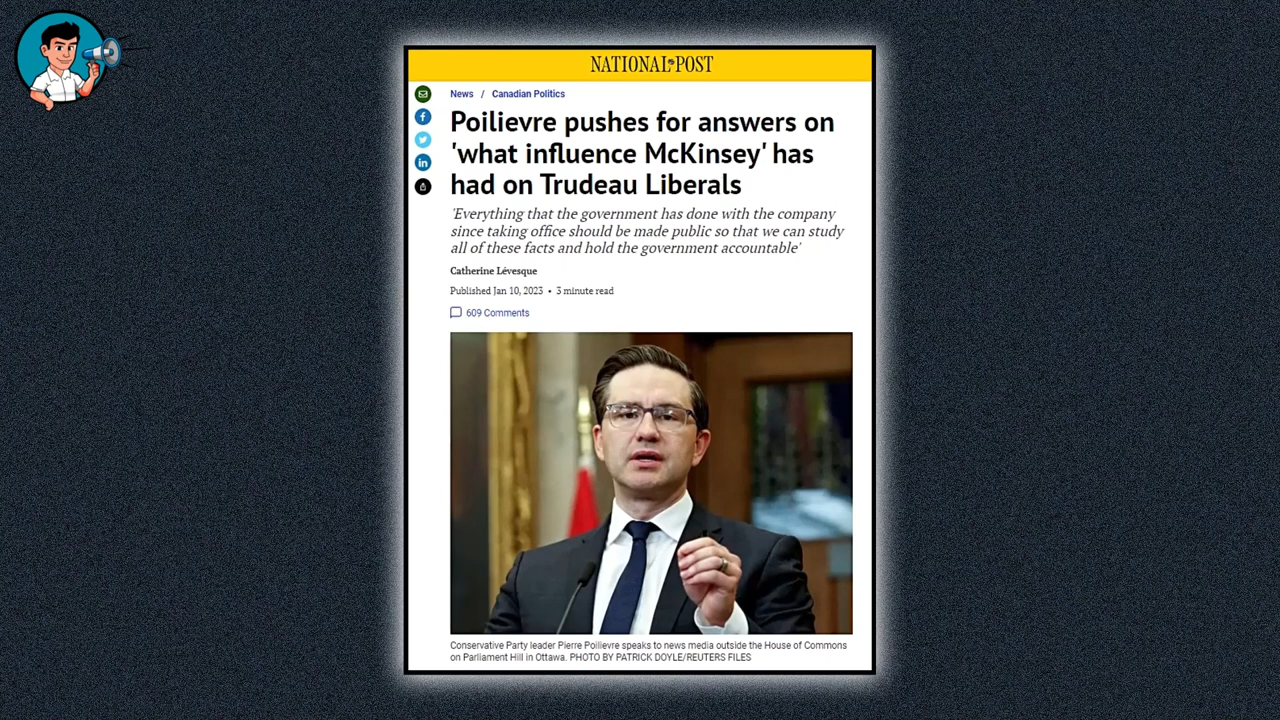 NATIONAL POST
News / Canadian Politics
Poilievre pushes for answers on
'what influence McKinsey' has
had on Trudeau Liberals
'Everything that the government has done with the company
since taking office should be made public so that we can study
all of these facts and hold the government accountable'
Catherine Lévesque
Published Jan 10, 2023 • 3 minute read
609 Comments
Conservative Party leader Pierre Poilievre speaks to news media outside the House of Commons
on Parliament Hill in Ottawa. PHOTO BY PATRICK DOYLE/REUTERS FILES